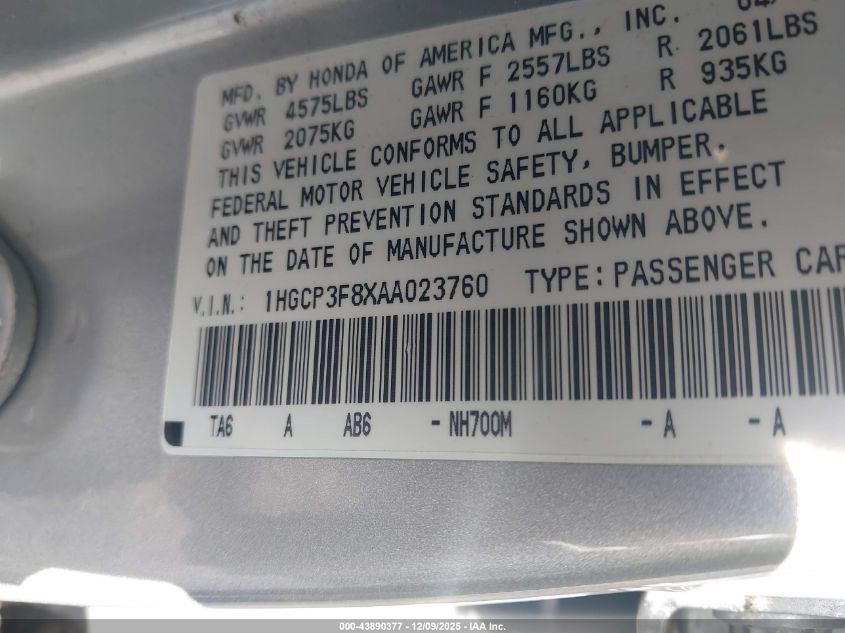 MFD. BY HONDA OF AMERICA MFG., INC.
GVWR 4575LBS GAWR F 2557LBS R 2061LBS
GVWR 2075KG GAWR F 1160KG R 935KG
THIS VEHICLE CONFORMS TO ALL APPLICABLE
FEDERAL MOTOR VEHICLE SAFETY, BUMPER,
AND THEFT PREVENTION STANDARDS IN EFFECT
ON THE DATE OF MANUFACTURE SHOWN ABOVE.
V.I.N.: 1HGCP3F8XAA023760 TYPE:PASSENGER CAR
TA6 A AB6 -NH700M -A -A
000-43890377 - 12/09/2025 - IAA Inc.